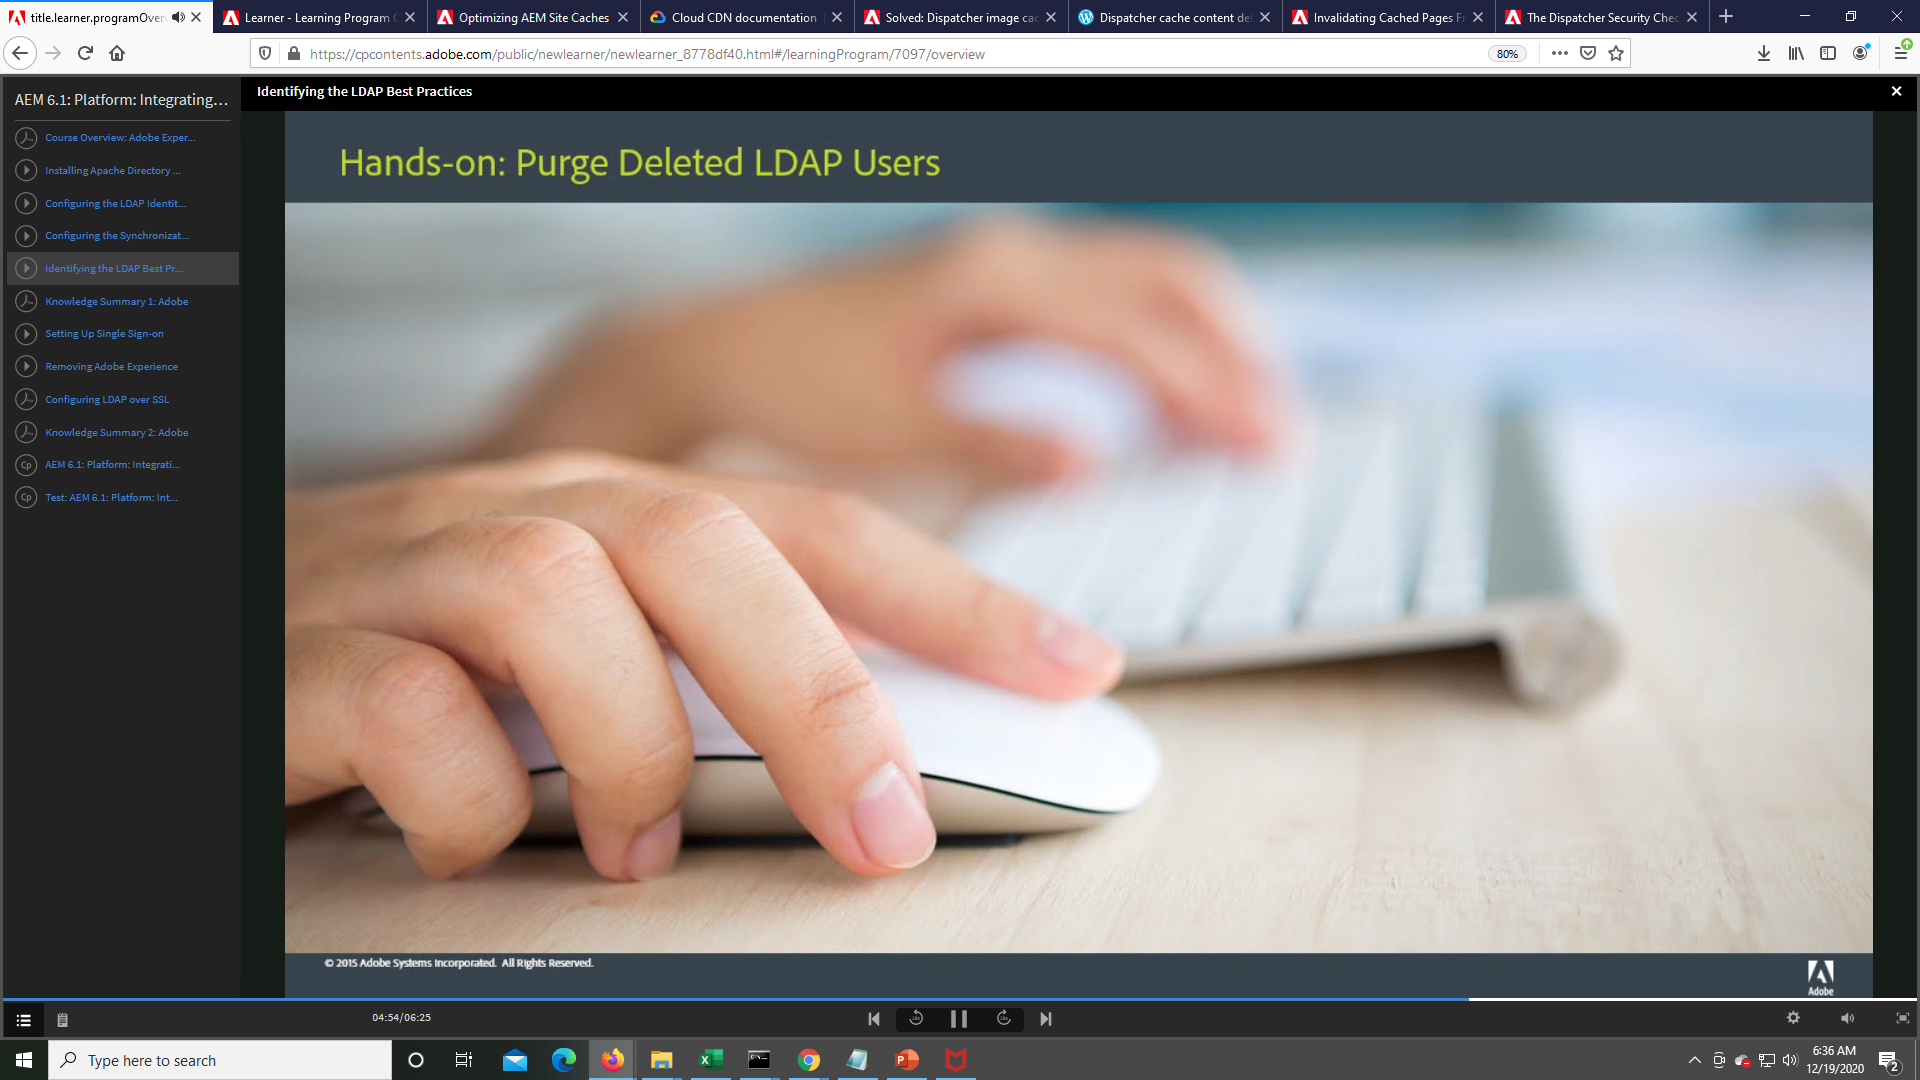 title.learner.programOver
Learner - Learning Program
Optimizing AEM Site Caches
Cloud CDN documentation
Solved: Dispatcher image cac
Dispatcher cache content del
Invalidating Cached Pages Fr
The Dispatcher Security Chec
https://cpcontents.adobe.com/public/newlearner/newlearner_8778df40.html#/learningProgram/7097/overview
80%
AEM 6.1: Platform: Integrating...
Identifying the LDAP Best Practices
Course Overview: Adobe Exper...
Installing Apache Directory ...
Configuring the LDAP Identit...
Configuring the Synchronizat...
Identifying the LDAP Best Pr...
Knowledge Summary 1: Adobe
Setting Up Single Sign-on
Removing Adobe Experience
Configuring LDAP over SSL
Knowledge Summary 2: Adobe
Cp AEM 6.1: Platform: Integrati...
Cp Test: AEM 6.1: Platform: Int...
Hands-on: Purge Deleted LDAP Users
© 2015 Adobe Systems Incorporated. All Rights Reserved.
Adobe
04:54/06:25
Type here to search
6:36 AM
12/19/2020
2